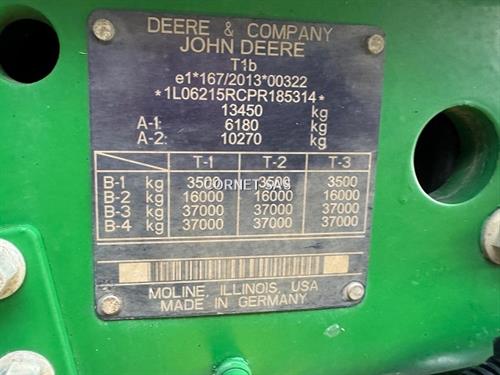 DEERE & COMPANY
JOHN DEERE
T1b
e1*167/2013*00322
*1L06215RCPR185314*
13450 kg
A-1: 6180 kg
A-2: 10270 kg
T-1 T-2 T-3
B-1 kg 3500 3500 3500
CORNET SAS
B-2 kg 16000 16000 16000
B-3 kg 37000 37000 37000
B-4 kg 37000 37000 37000
MOLINE, ILLINOIS, USA
MADE IN GERMANY